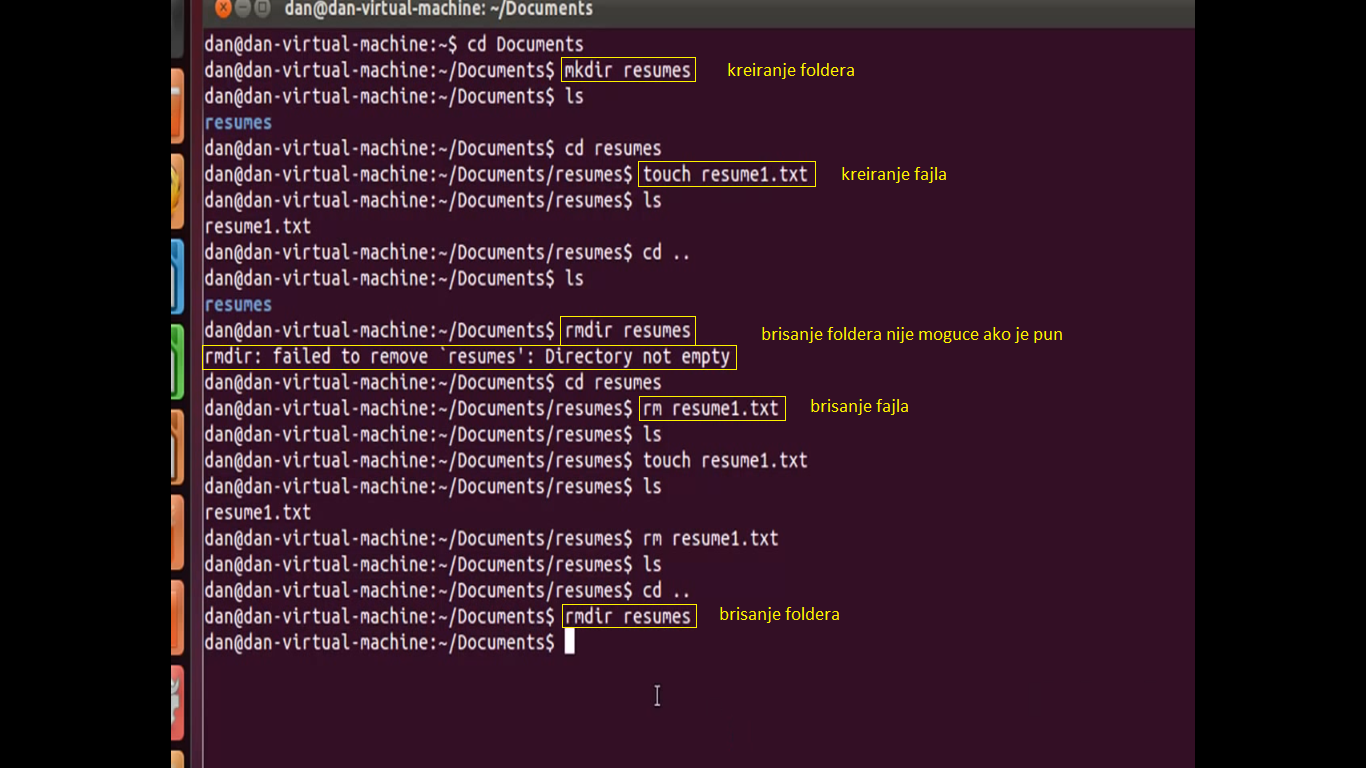 dan@dan-virtual-machine: ~/Documents
dan@dan-virtual-machine:~$ cd Documents
dan@dan-virtual-machine:~/Documents$ mkdir resumes kreiranje foldera
dan@dan-virtual-machine:~/Documents$ ls
resumes
dan@dan-virtual-machine:~/Documents$ cd resumes
dan@dan-virtual-machine:~/Documents/resumes$ touch resume1.txt kreiranje fajla
dan@dan-virtual-machine:~/Documents/resumes$ ls
resume1.txt
dan@dan-virtual-machine:~/Documents/resumes$ cd ..
dan@dan-virtual-machine:~/Documents$ ls
resumes
dan@dan-virtual-machine:~/Documents$ rmdir resumes brisanje foldera nije moguce ako je pun
rmdir: failed to remove `resumes': Directory not empty
dan@dan-virtual-machine:~/Documents$ cd resumes
dan@dan-virtual-machine:~/Documents/resumes$ rm resume1.txt brisanje fajla
dan@dan-virtual-machine:~/Documents/resumes$ ls
dan@dan-virtual-machine:~/Documents/resumes$ touch resume1.txt
dan@dan-virtual-machine:~/Documents/resumes$ ls
resume1.txt
dan@dan-virtual-machine:~/Documents/resumes$ rm resume1.txt
dan@dan-virtual-machine:~/Documents/resumes$ ls
dan@dan-virtual-machine:~/Documents/resumes$ cd ..
dan@dan-virtual-machine:~/Documents$ rmdir resumes brisanje foldera
dan@dan-virtual-machine:~/Documents$